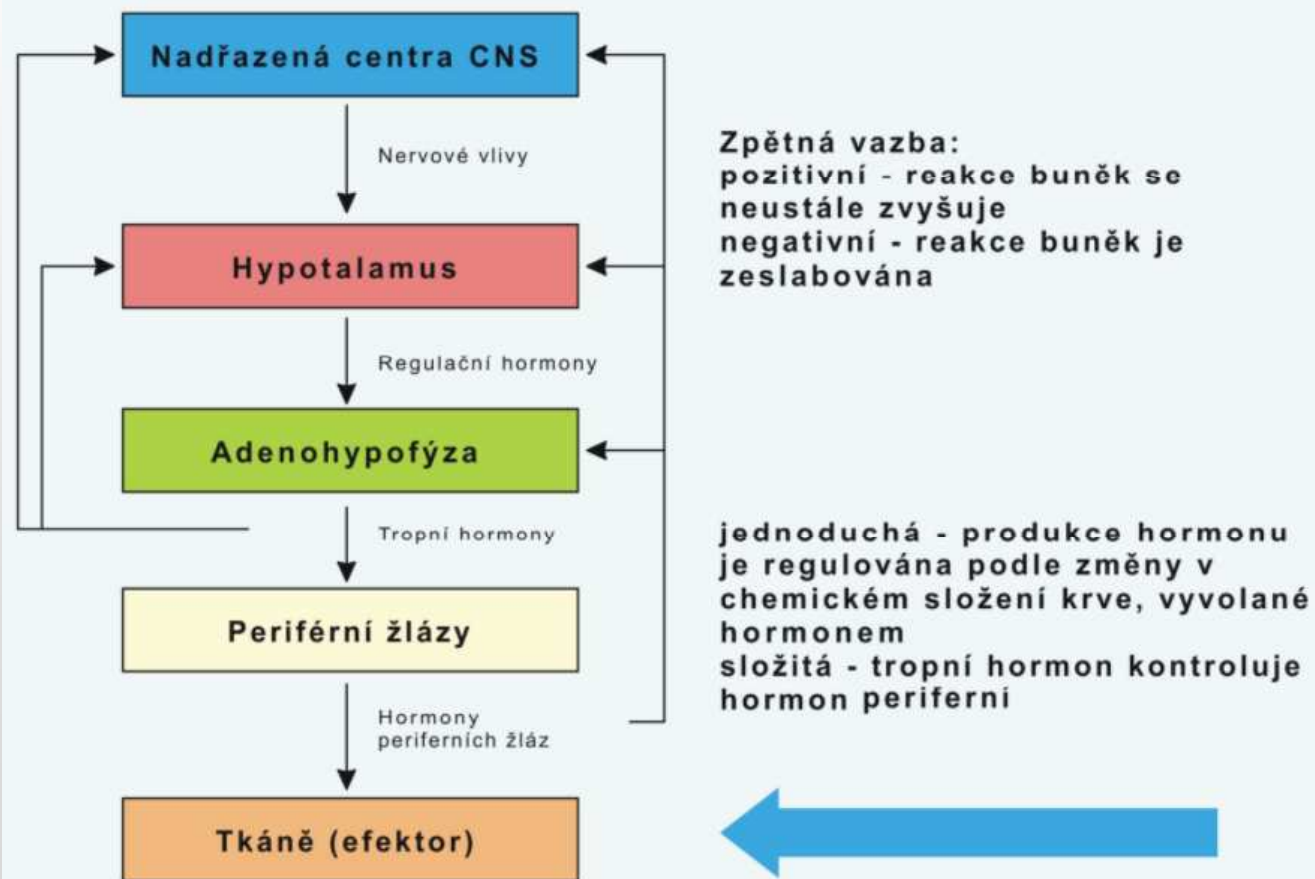 Nadřazená centra CNS
Nervové vlivy
Hypotalamus
Regulační hormony
Adenohypofýza
Tropní hormony
Periférní žlázy
Hormony
periferních žláz
Tkáně (efektor)
Zpětná vazba:
pozitivní - reakce buněk se
neustále zvyšuje
negativní - reakce buněk je
zeslabována
jednoduchá - produkce hormonu
je regulována podle změny v
chemickém složení krve, vyvolané
hormonem
složitá - tropní hormon kontroluje
hormon periferní